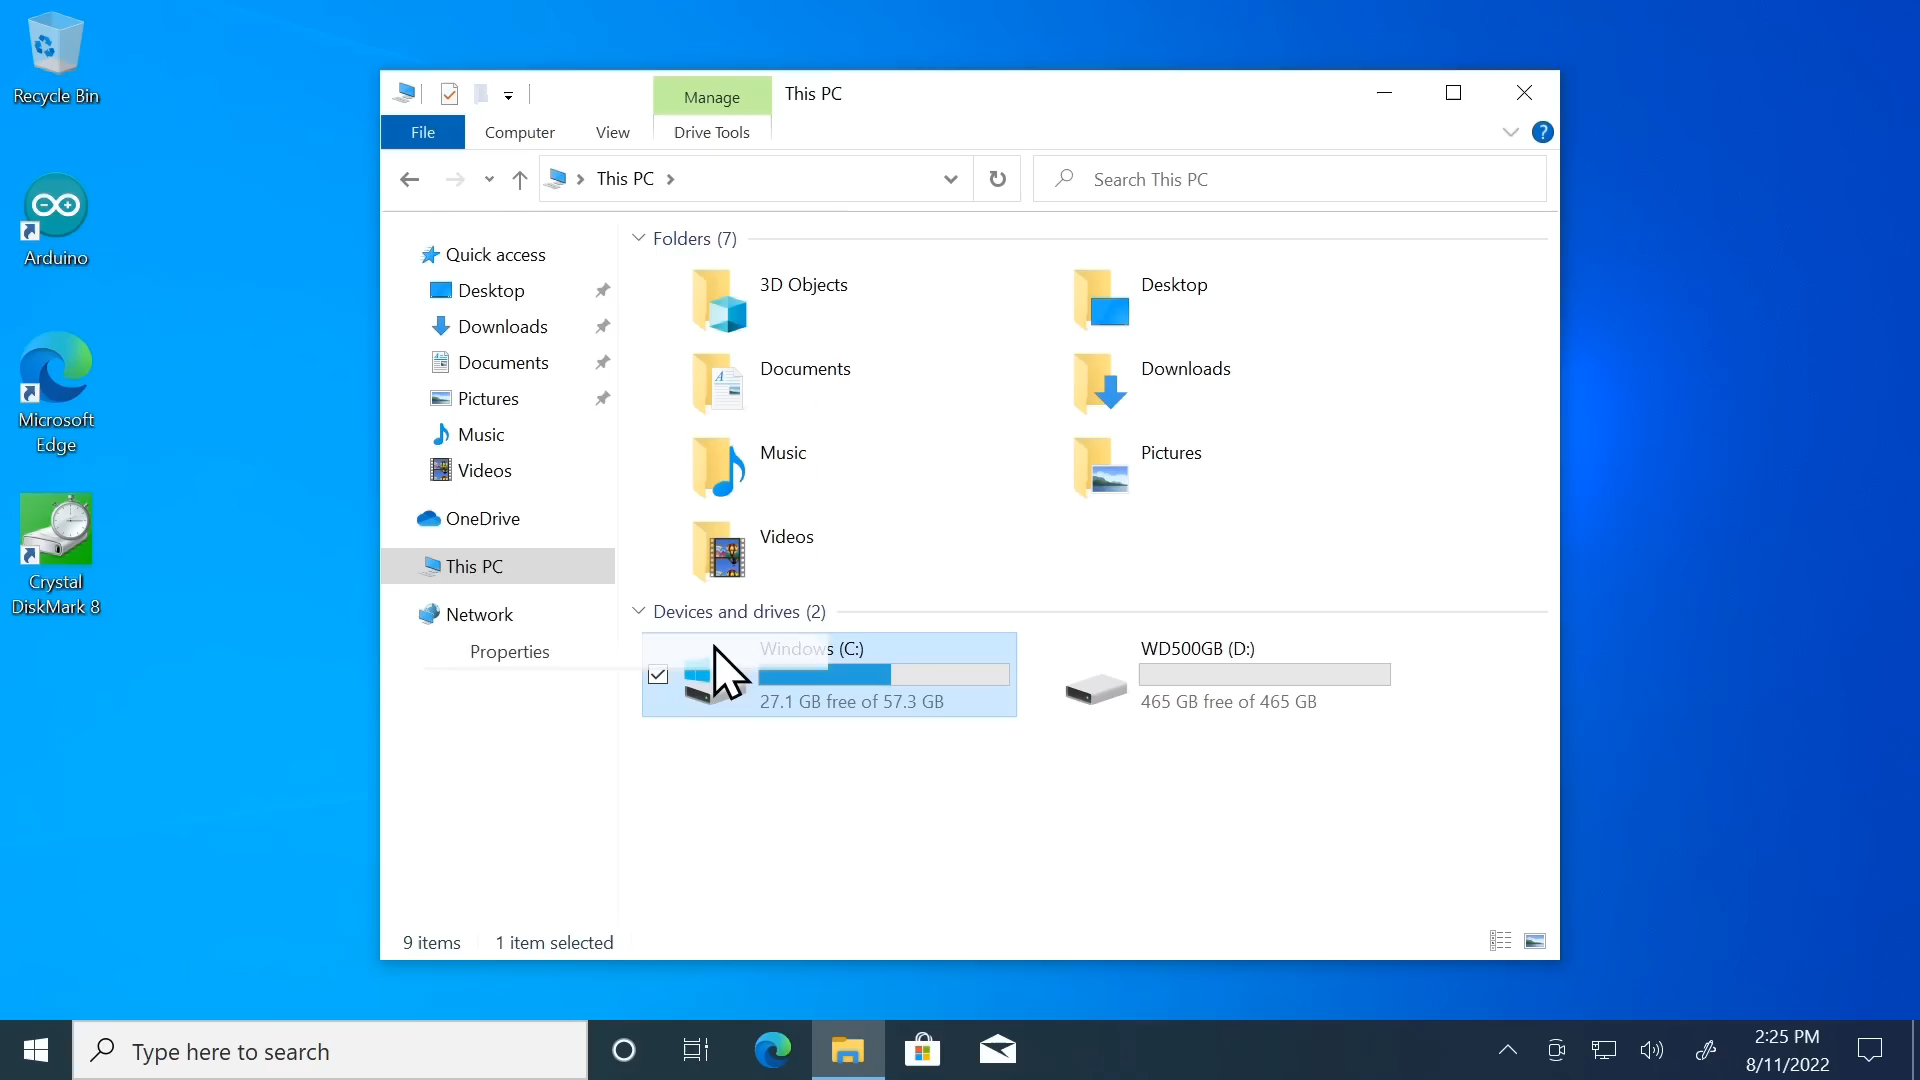 Recycle Bin
Arduino
Microsoft
Edge
Crystal
DiskMark 8
Manage
This PC
File
Computer
View
Drive Tools
?
This PC
Search This PC
Quick access
Desktop
Downloads
Documents
Pictures
Music
Videos
OneDrive
This PC
Network
Properties
Folders (7)
3D Objects
Desktop
Documents
Downloads
Music
Pictures
Videos
Devices and drives (2)
Windows (C:)
27.1 GB free of 57.3 GB
WD500GB (D:)
465 GB free of 465 GB
9 items
1 item selected
Type here to search
2:25 PM
8/11/2022